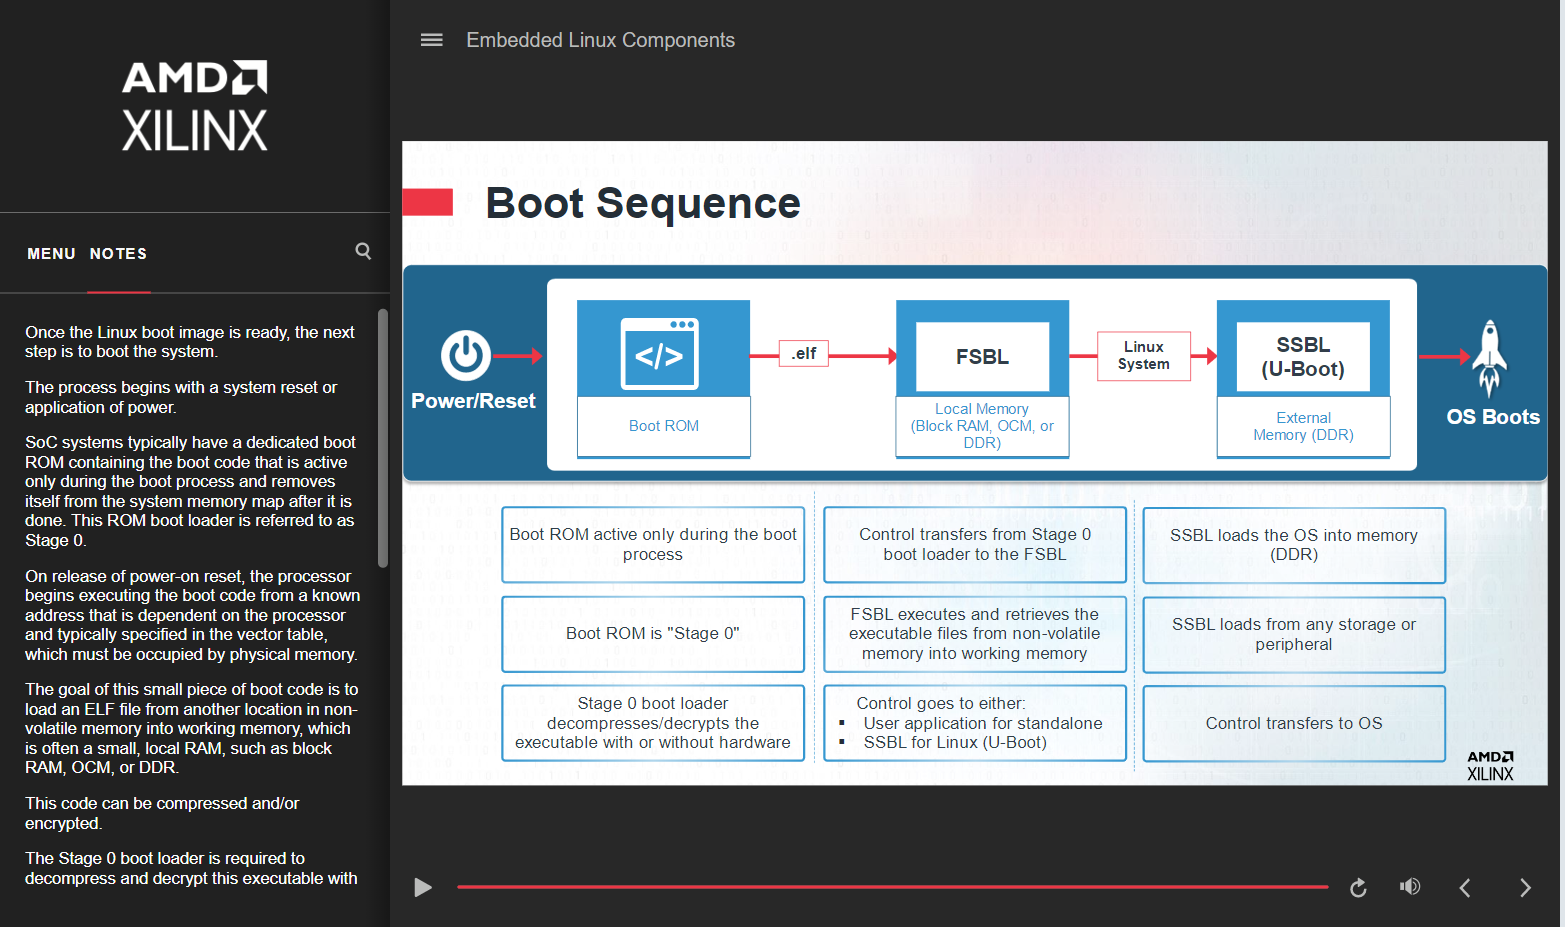 AMD
XILINX
MENU NOTES
Once the Linux boot image is ready, the next
step is to boot the system.
The process begins with a system reset or
application of power.
SoC systems typically have a dedicated boot
ROM containing the boot code that is active
only during the boot process and removes
itself from the system memory map after it is
done. This ROM boot loader is referred to as
Stage 0.
On release of power-on reset, the processor
begins executing the boot code from a known
address that is dependent on the processor
and typically specified in the vector table,
which must be occupied by physical memory.
The goal of this small piece of boot code is to
load an ELF file from another location in non-
volatile memory into working memory, which
is often a small, local RAM, such as block
RAM, OCM, or DDR.
This code can be compressed and/or
encrypted.
The Stage 0 boot loader is required to
decompress and decrypt this executable with
Embedded Linux Components
Boot Sequence
Power/Reset
</>
Boot ROM
.elf
FSBL
Local Memory
(Block RAM, OCM, or
DDR)
Linux
System
SSBL
(U-Boot)
External
Memory (DDR)
OS Boots
Boot ROM active only during the boot
process
Boot ROM is "Stage 0"
Stage 0 boot loader
decompresses/decrypts the
executable with or without hardware
Control transfers from Stage 0
boot loader to the FSBL
FSBL executes and retrieves the
executable files from non-volatile
memory into working memory
Control goes to either:
▪ User application for standalone
▪ SSBL for Linux (U-Boot)
SSBL loads the OS into memory
(DDR)
SSBL loads from any storage or
peripheral
Control transfers to OS
AMD
XILINX